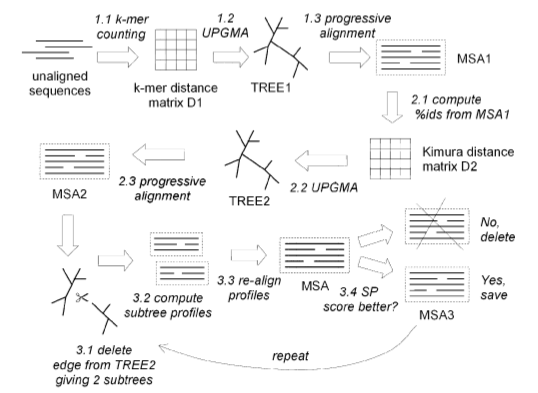 1.1 k-mer
counting
1.2
UPGMA
1.3 progressive
alignment
unaligned
sequences
k-mer distance
matrix D1
TREE1
MSA1
2.1 compute
%ids from MSA1
Kimura distance
matrix D2
2.2 UPGMA
TREE2
2.3 progressive
alignment
MSA2
3.1 delete
edge from TREE2
giving 2 subtrees
3.2 compute
subtree profiles
3.3 re-align
profiles
MSA
3.4 SP
score better?
No,
delete
Yes,
save
MSA3
repeat